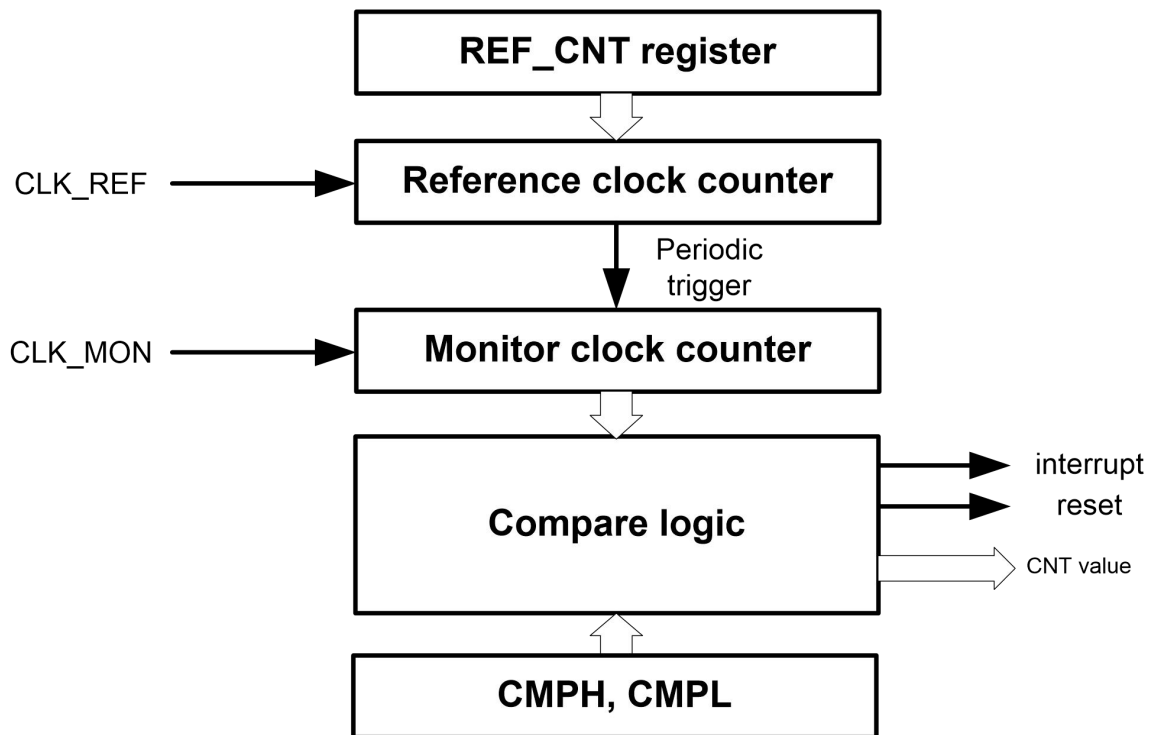 REF_CNT register
CLK_REF
Reference clock counter
Periodic
trigger
CLK_MON
Monitor clock counter
Compare logic
interrupt
reset
CNT value
CMPH, CMPL